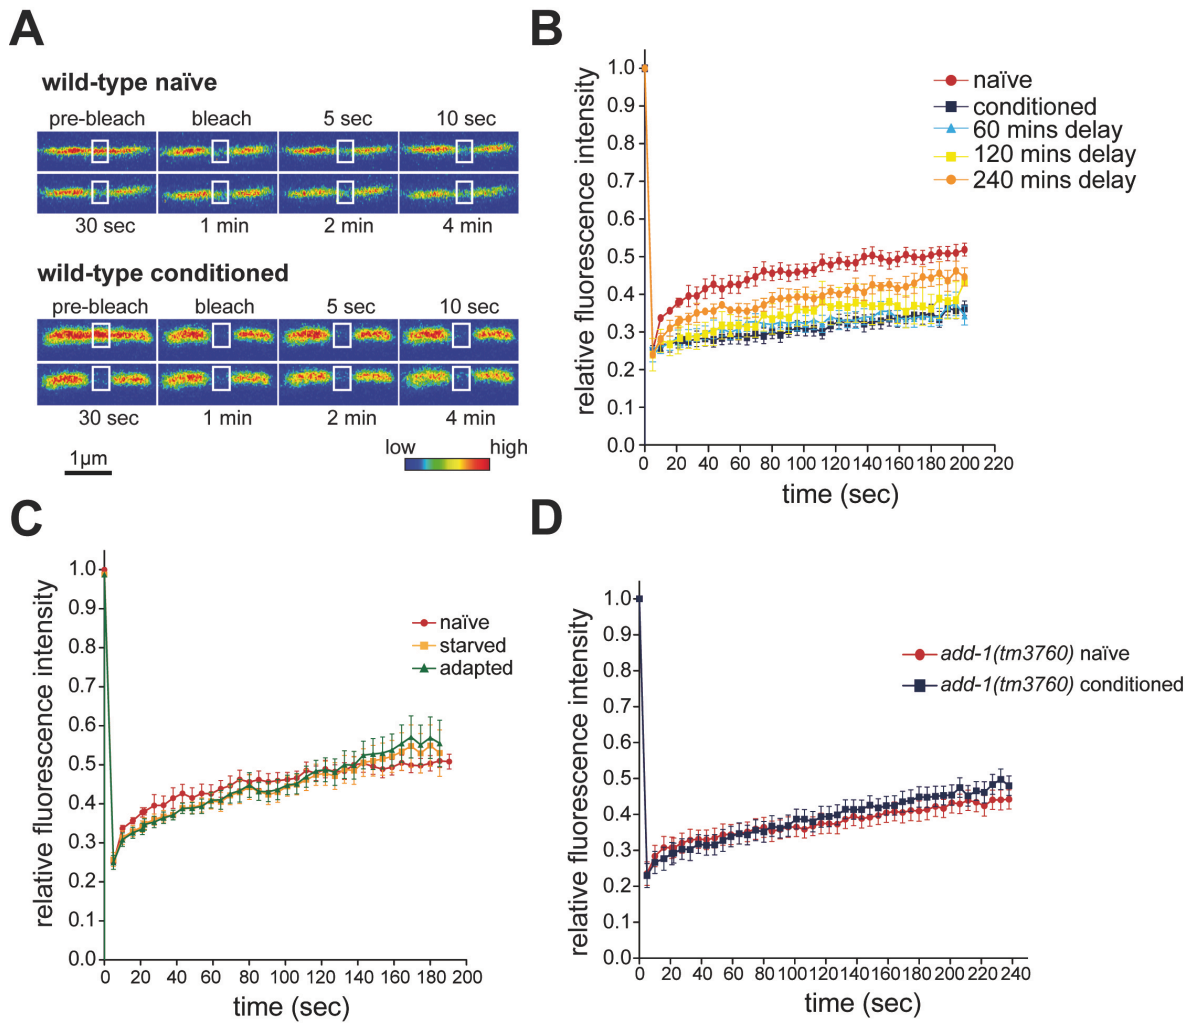 A
wild-type naïve
pre-bleach bleach 5 sec 10 sec
30 sec 1 min 2 min 4 min
wild-type conditioned
pre-bleach bleach 5 sec 10 sec
30 sec 1 min 2 min 4 min
1µm
low high
B
relative fluorescence intensity
1.0
0.9
0.8
0.7
0.6
0.5
0.4
0.3
0.2
0.1
0.0
0 20 40 60 80 100 120 140 160 180 200 220
time (sec)
naïve
conditioned
60 mins delay
120 mins delay
240 mins delay
C
relative fluorescence intensity
1.0
0.9
0.8
0.7
0.6
0.5
0.4
0.3
0.2
0.1
0.0
0 20 40 60 80 100 120 140 160 180 200
time (sec)
naïve
starved
adapted
D
relative fluorescence intensity
1.0
0.9
0.8
0.7
0.6
0.5
0.4
0.3
0.2
0.1
0.0
0 20 40 60 80 100 120 140 160 180 200 220 240
time (sec)
add-1(tm3760) naïve
add-1(tm3760) conditioned